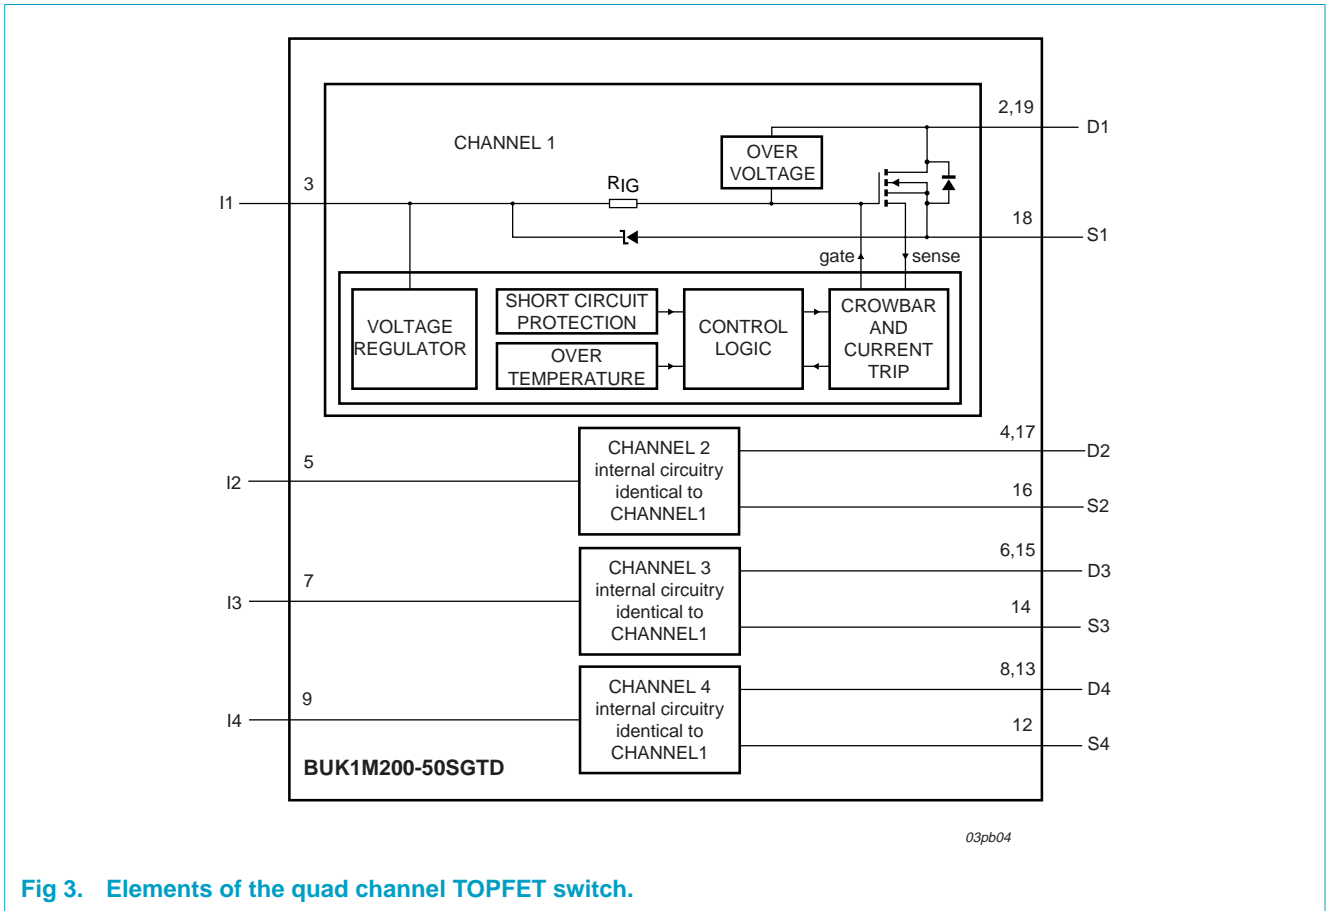 2,19
D1
CHANNEL 1
OVER
VOLTAGE
3
RIG
I1
18
S1
gate
sense
VOLTAGE
REGULATOR
SHORT CIRCUIT
PROTECTION
OVER
TEMPERATURE
CONTROL
LOGIC
CROWBAR
AND
CURRENT
TRIP
4,17
D2
5
I2
CHANNEL 2
internal circuitry
identical to
CHANNEL1
16
S2
6,15
D3
7
I3
CHANNEL 3
internal circuitry
identical to
CHANNEL1
14
S3
8,13
D4
9
I4
CHANNEL 4
internal circuitry
identical to
CHANNEL1
12
S4
BUK1M200-50SGTD
03pb04
Fig 3. Elements of the quad channel TOPFET switch.